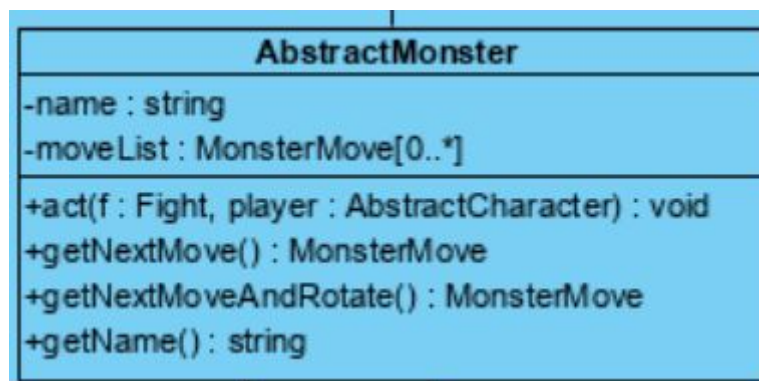 AbstractMonster
-name : string
-moveList : MonsterMove[0..*]
+act(f : Fight, player : AbstractCharacter) : void
+getNextMove() : MonsterMove
+getNextMoveAndRotate() : MonsterMove
+getName() : string